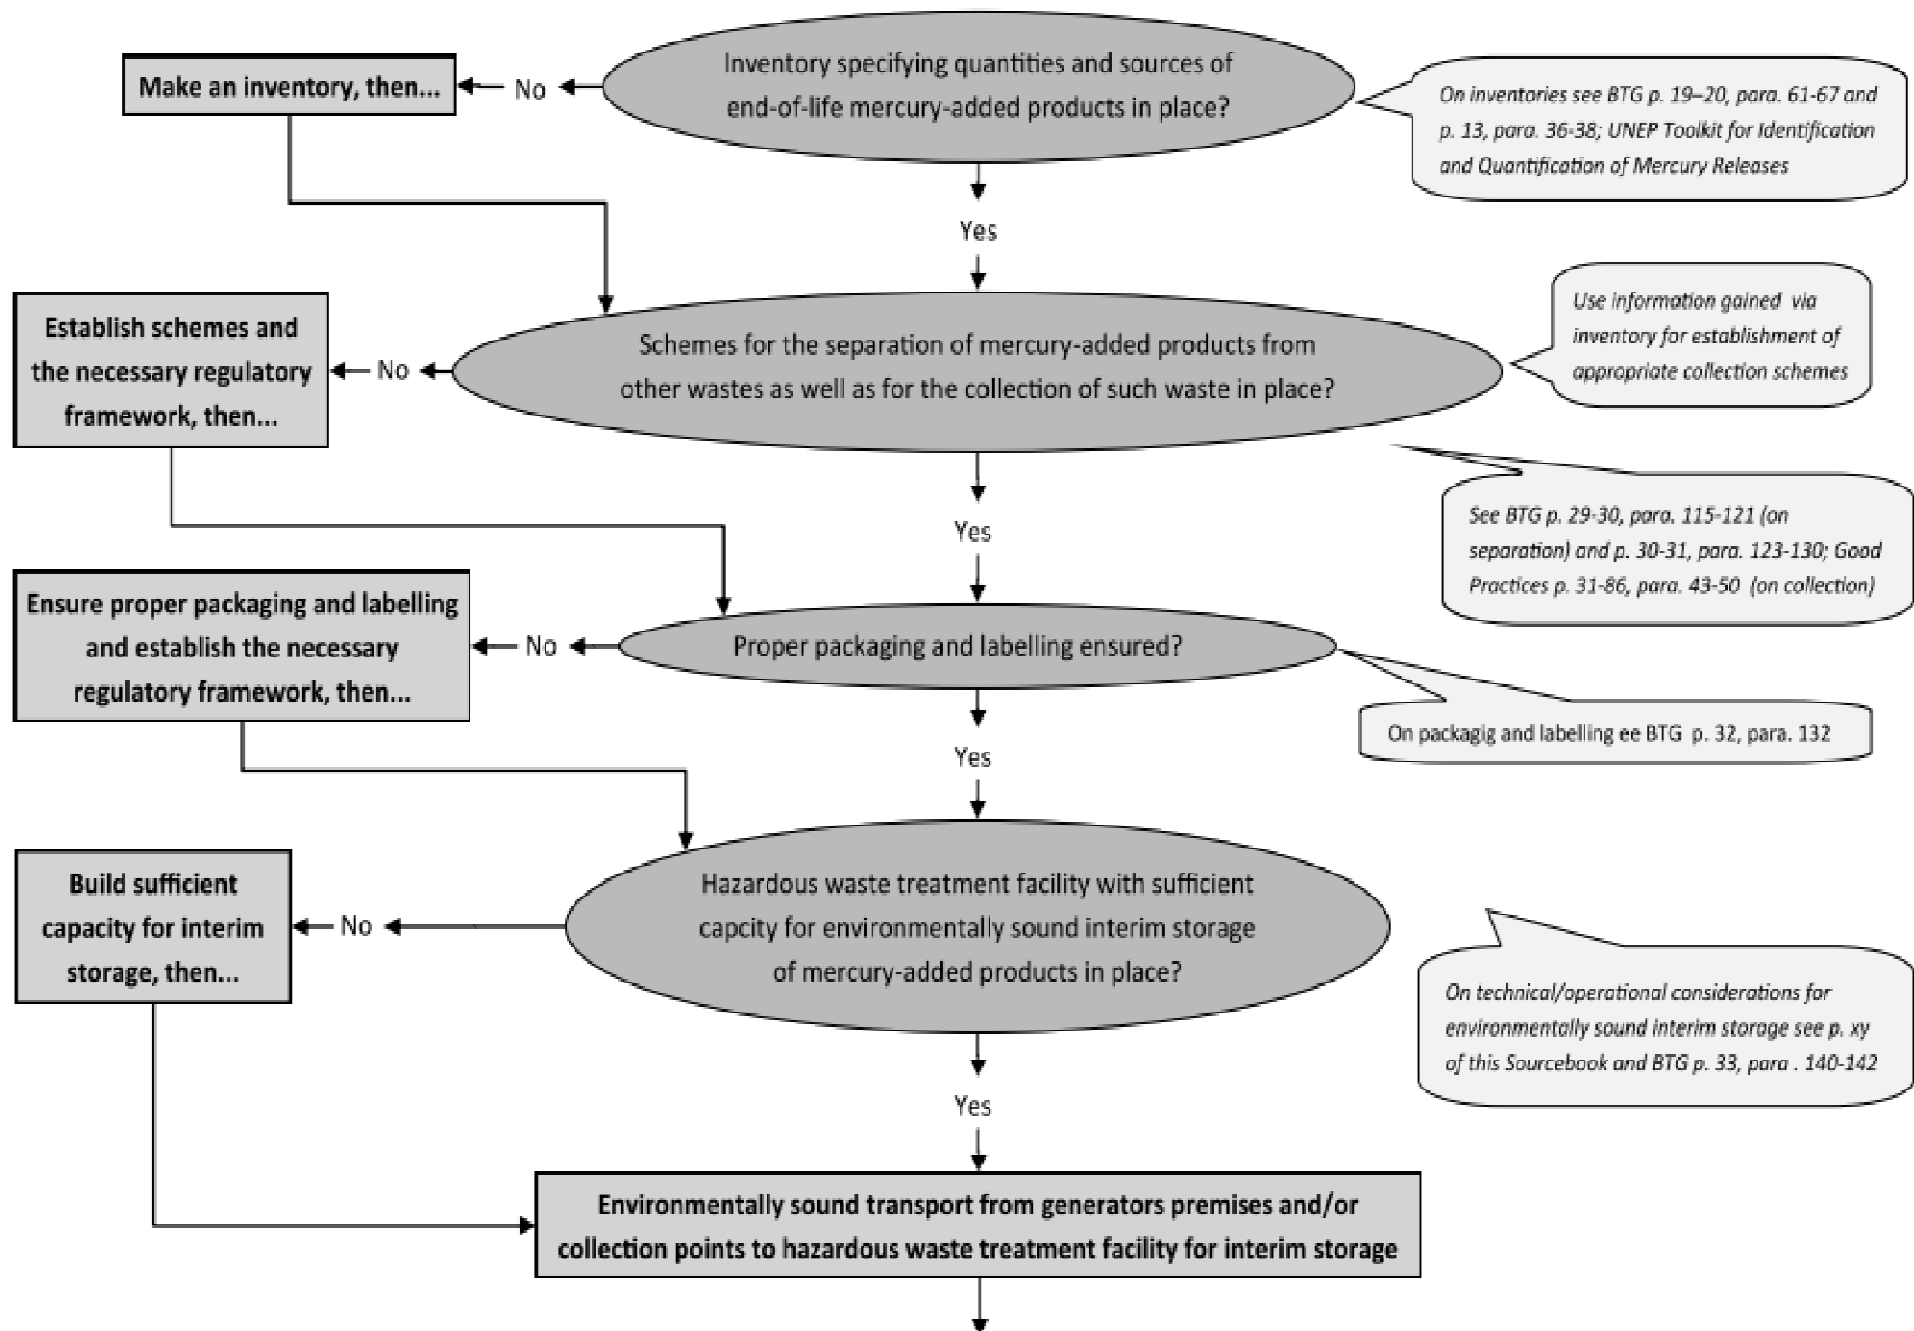 Inventory specifying quantities and sources of
end-of-life mercury-added products in place?
No
Make an inventory, then...
On inventories see BTG p. 19–20, para. 61-67 and
p. 13, para. 36-38; UNEP Toolkit for Identification
and Quantification of Mercury Releases
Yes
Schemes for the separation of mercury-added products from
other wastes as well as for the collection of such waste in place?
No
Establish schemes and
the necessary regulatory
framework, then...
Use information gained via
inventory for establishment of
appropriate collection schemes
See BTG p. 29-30, para. 115-121 (on
separation) and p. 30-31, para. 123-130; Good
Practices p. 31-86, para. 43-50 (on collection)
Yes
Proper packaging and labelling ensured?
No
Ensure proper packaging and labelling
and establish the necessary
regulatory framework, then...
On packagig and labelling ee BTG p. 32, para. 132
Yes
Hazardous waste treatment facility with sufficient
capcity for environmentally sound interim storage
of mercury-added products in place?
No
Build sufficient
capacity for interim
storage, then...
On technical/operational considerations for
environmentally sound interim storage see p. xy
of this Sourcebook and BTG p. 33, para . 140-142
Yes
Environmentally sound transport from generators premises and/or
collection points to hazardous waste treatment facility for interim storage